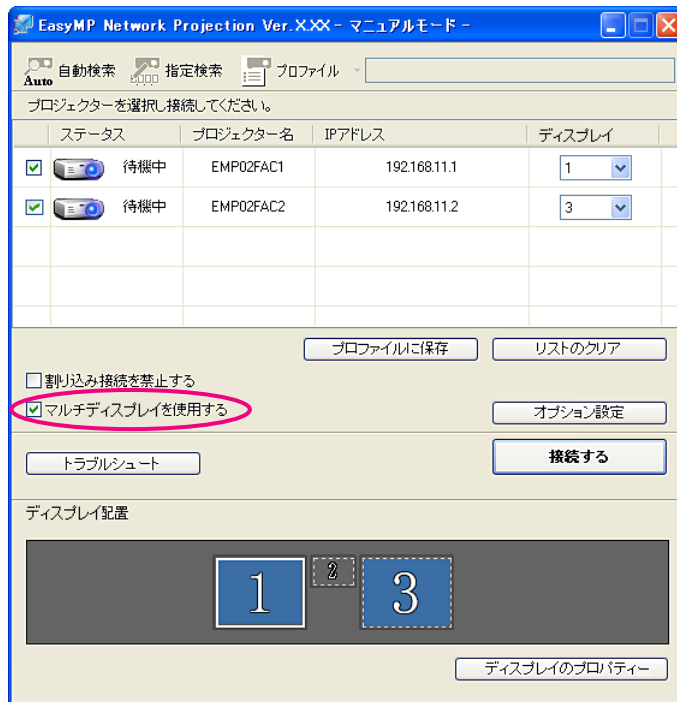 EasyMP Network Projection Ver.X.XX - マニュアルモード -
Auto 自動検索 指定検索 プロファイル
プロジェクターを選択し接続してください。
ステータス プロジェクター名 IPアドレス ディスプレイ
待機中 EMP02FAC1 192.168.11.1 1
待機中 EMP02FAC2 192.168.11.2 3
プロファイルに保存 リストのクリア
割り込み接続を禁止する
マルチディスプレイを使用する オプション設定
トラブルシュート 接続する
ディスプレイ配置
1 2 3
ディスプレイのプロパティー